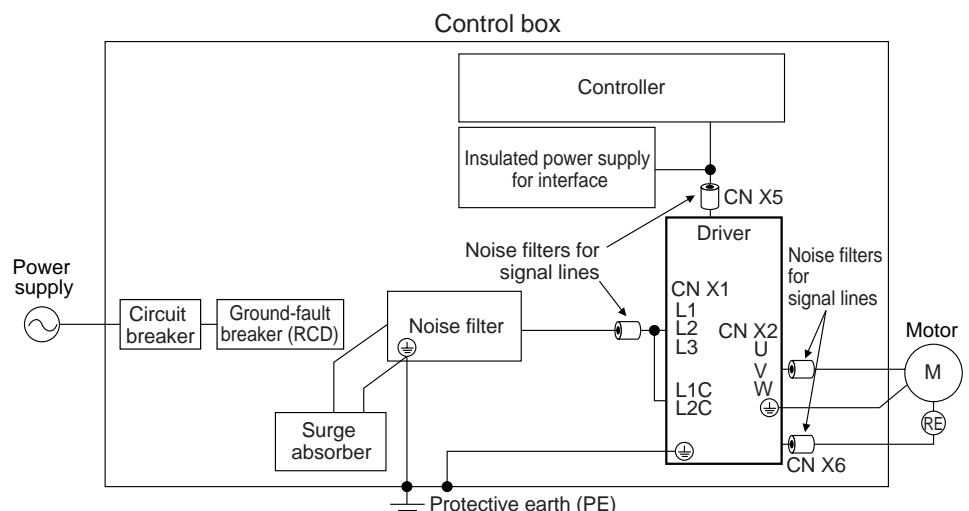 Control box
Controller
Insulated power supply
for interface
CN X5
Driver
Noise filters for
signal lines
Noise filters
for
signal lines
Power
supply
Circuit
breaker
Ground-fault
breaker (RCD)
Noise filter
CN X1
L1
L2
L3
L1C
L2C
CN X2
U
V
W
Motor
M
RE
CN X6
Surge
absorber
Protective earth (PE)